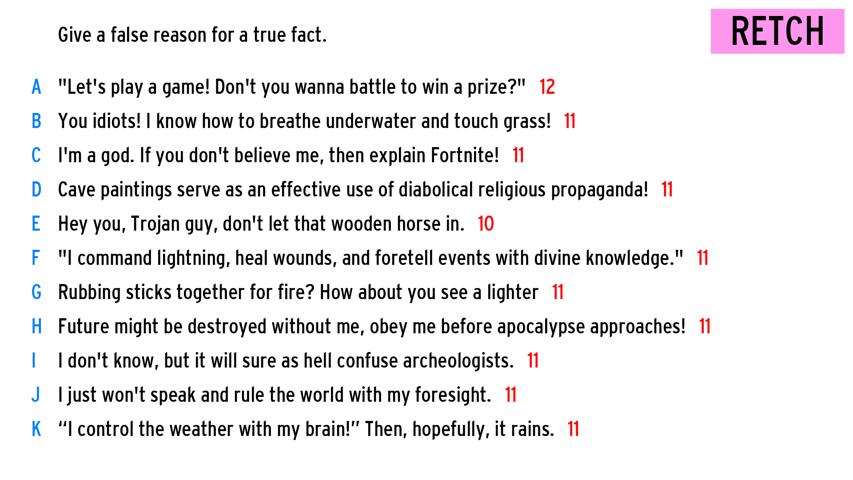 Give a false reason for a true fact.
RETCH
A "Let's play a game! Don't you wanna battle to win a prize?" 12
B You idiots! I know how to breathe underwater and touch grass! 11
C I'm a god. If you don't believe me, then explain Fortnite! 11
D Cave paintings serve as an effective use of diabolical religious propaganda! 11
E Hey you, Trojan guy, don't let that wooden horse in. 10
F "I command lightning, heal wounds, and foretell events with divine knowledge." 11
G Rubbing sticks together for fire? How about you see a lighter 11
H Future might be destroyed without me, obey me before apocalypse approaches! 11
I I don't know, but it will sure as hell confuse archeologists. 11
J I just won't speak and rule the world with my foresight. 11
K “I control the weather with my brain!” Then, hopefully, it rains. 11